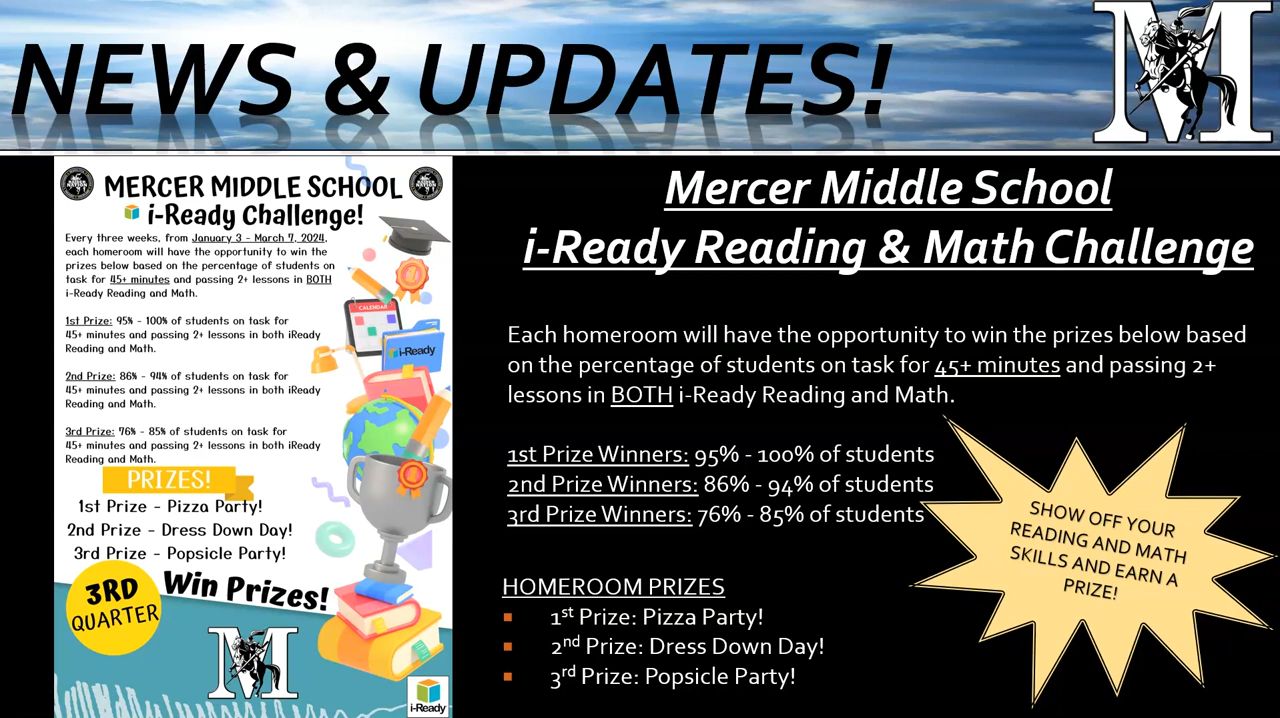 NEWS & UPDATES!
M
MERCER MIDDLE SCHOOL
i-Ready Challenge!
Every three weeks, from January 3 - March 7, 2024,
each homeroom will have the opportunity to win the
prizes below based on the percentage of students on
task for 45+ minutes and passing 2+ lessons in BOTH
i-Ready Reading and Math.
1st Prize: 95% - 100% of students on task for
45+ minutes and passing 2+ lessons in both iReady
Reading and Math.
2nd Prize: 86% - 94% of students on task for
45+ minutes and passing 2+ lessons in both iReady
Reading and Math.
3rd Prize: 76% - 85% of students on task for
45+ minutes and passing 2+ lessons in both iReady
Reading and Math.
CALENDAR
i-Ready
PRIZES!
1st Prize - Pizza Party!
2nd Prize - Dress Down Day!
3rd Prize - Popsicle Party!
3RD
QUARTER
Win Prizes!
M
i-Ready
Mercer Middle School
i-Ready Reading & Math Challenge
Each homeroom will have the opportunity to win the prizes below based
on the percentage of students on task for 45+ minutes and passing 2+
lessons in BOTH i-Ready Reading and Math.
1st Prize Winners: 95% - 100% of students
2nd Prize Winners: 86% - 94% of students
3rd Prize Winners: 76% - 85% of students
HOMEROOM PRIZES
1st Prize: Pizza Party!
2nd Prize: Dress Down Day!
3rd Prize: Popsicle Party!
SHOW OFF YOUR
READING AND MATH
SKILLS AND EARN A
PRIZE!